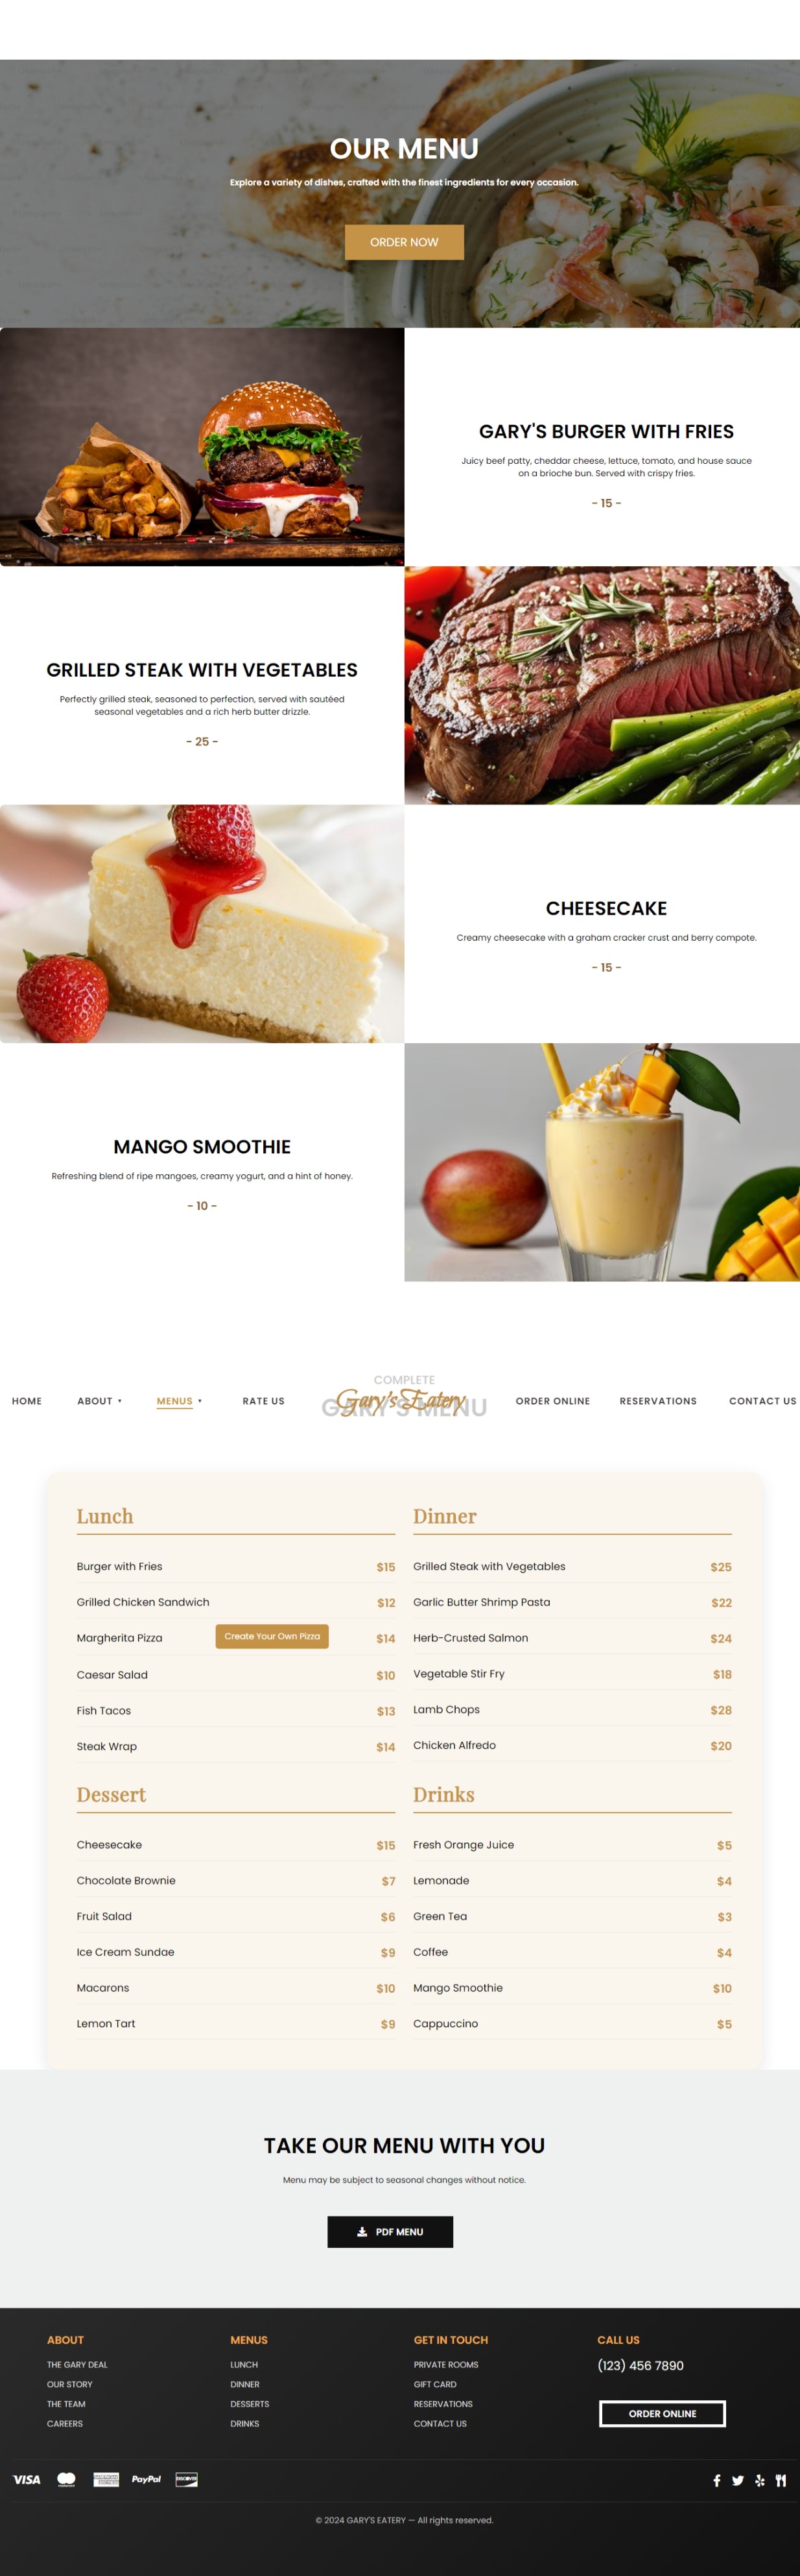 OUR MENU
Explore a variety of dishes, crafted with the finest ingredients for every occasion.
ORDER NOW
GARY'S BURGER WITH FRIES
Juicy beef patty, cheddar cheese, lettuce, tomato, and house sauce
on a brioche bun. Served with crispy fries.
- 15 -
GRILLED STEAK WITH VEGETABLES
Perfectly grilled steak, seasoned to perfection, served with sautéed
seasonal vegetables and a rich herb butter drizzle.
- 25 -
CHEESECAKE
Creamy cheesecake with a graham cracker crust and berry compote.
- 15 -
MANGO SMOOTHIE
Refreshing blend of ripe mangoes, creamy yogurt, and a hint of honey.
- 10 -
COMPLETE
GARY'S MENU
HOME ABOUT MENUS RATE US Gary's Eatery ORDER ONLINE RESERVATIONS CONTACT US
Lunch
Burger with Fries $15
Grilled Chicken Sandwich $12
Margherita Pizza Create Your Own Pizza $14
Caesar Salad $10
Fish Tacos $13
Steak Wrap $14
Dinner
Grilled Steak with Vegetables $25
Garlic Butter Shrimp Pasta $22
Herb-Crusted Salmon $24
Vegetable Stir Fry $18
Lamb Chops $28
Chicken Alfredo $20
Dessert
Cheesecake $15
Chocolate Brownie $7
Fruit Salad $6
Ice Cream Sundae $9
Macarons $10
Lemon Tart $9
Drinks
Fresh Orange Juice $5
Lemonade $4
Green Tea $3
Coffee $4
Mango Smoothie $10
Cappuccino $5
TAKE OUR MENU WITH YOU
Menu may be subject to seasonal changes without notice.
PDF MENU
ABOUT
THE GARY DEAL
OUR STORY
THE TEAM
CAREERS
MENUS
LUNCH
DINNER
DESSERTS
DRINKS
GET IN TOUCH
PRIVATE ROOMS
GIFT CARD
RESERVATIONS
CONTACT US
CALL US
(123) 456 7890
ORDER ONLINE
VISA PayPal DISCOVER
© 2024 GARY'S EATERY — All rights reserved.